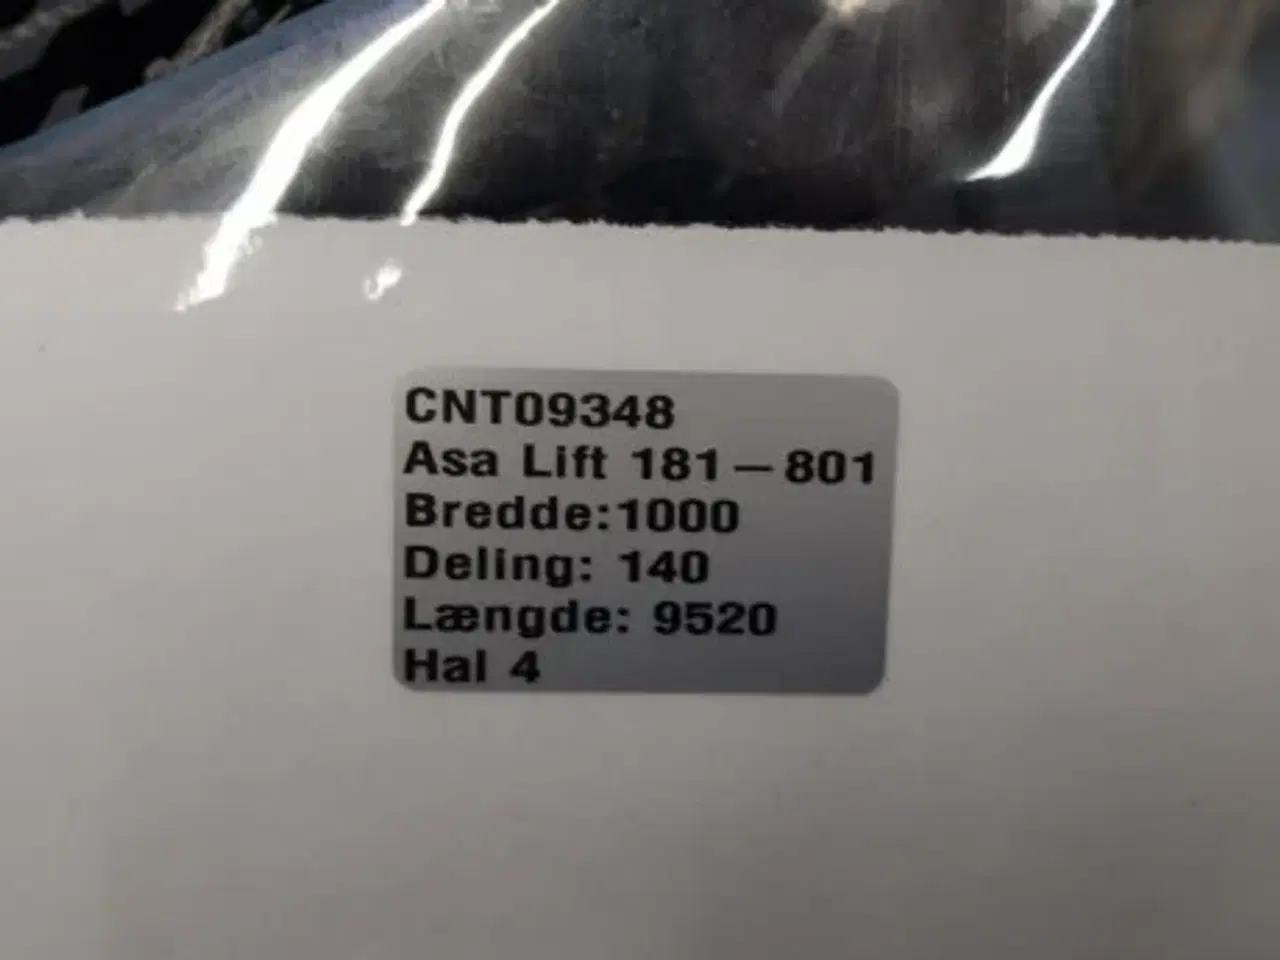 CNT09348
Asa Lift 181-801
Bredde:1000
Deling: 140
Længde: 9520
Hal 4